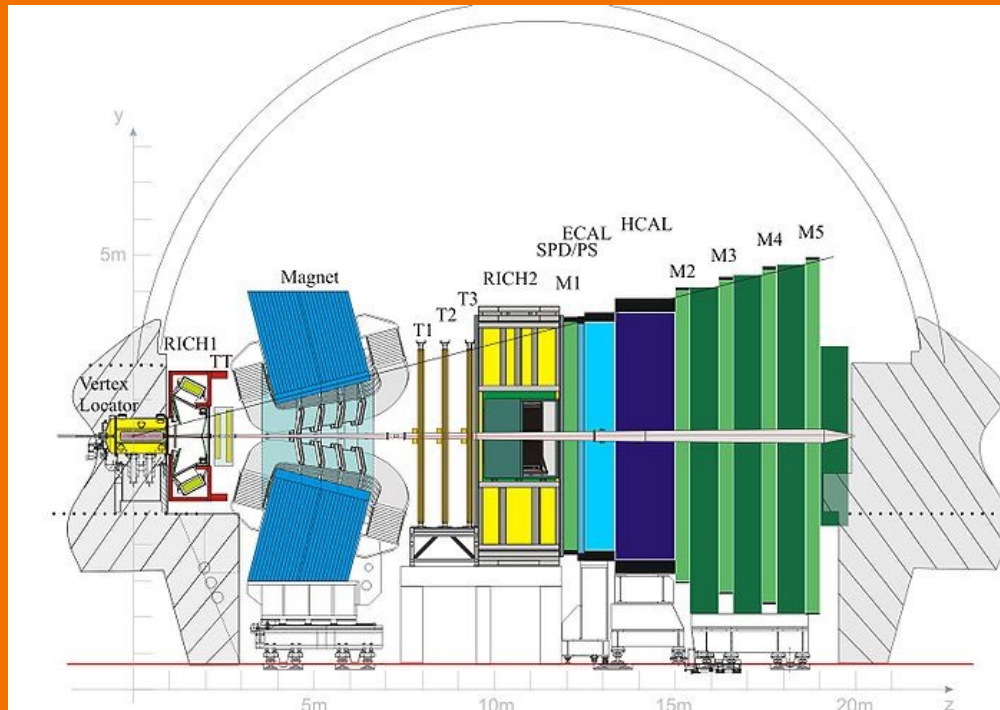 y
5m
Magnet
RICH1
TT
Vertex
Locator
T1
T2
T3
RICH2
M1
SPD/PS
ECAL
HCAL
M2
M3
M4
M5
5m
10m
15m
20m
z